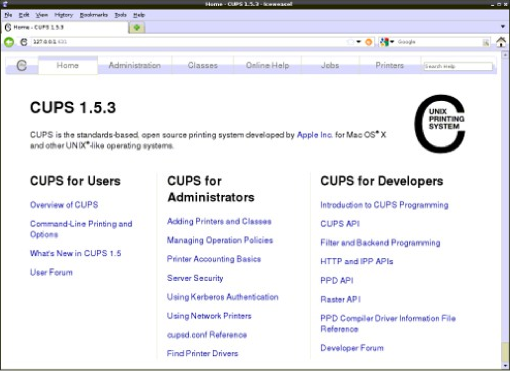 Home - CUPS 1.5.3 - Iceweasel
File Edit View History Bookmarks Tools Help
Home - CUPS 1.5.3
127.0.0.1:631
Google
Home Administration Classes Online Help Jobs Printers Search Help
CUPS 1.5.3
CUPS is the standards-based, open source printing system developed by Apple Inc. for Mac OS® X
and other UNIX®-like operating systems.
UNIX
PRINTING
SYSTEM
CUPS for Users
Overview of CUPS
Command-Line Printing and
Options
What's New in CUPS 1.5
User Forum
CUPS for
Administrators
Adding Printers and Classes
Managing Operation Policies
Printer Accounting Basics
Server Security
Using Kerberos Authentication
Using Network Printers
cupsd.conf Reference
Find Printer Drivers
CUPS for Developers
Introduction to CUPS Programming
CUPS API
Filter and Backend Programming
HTTP and IPP APIs
PPD API
Raster API
PPD Compiler Driver Information File
Reference
Developer Forum